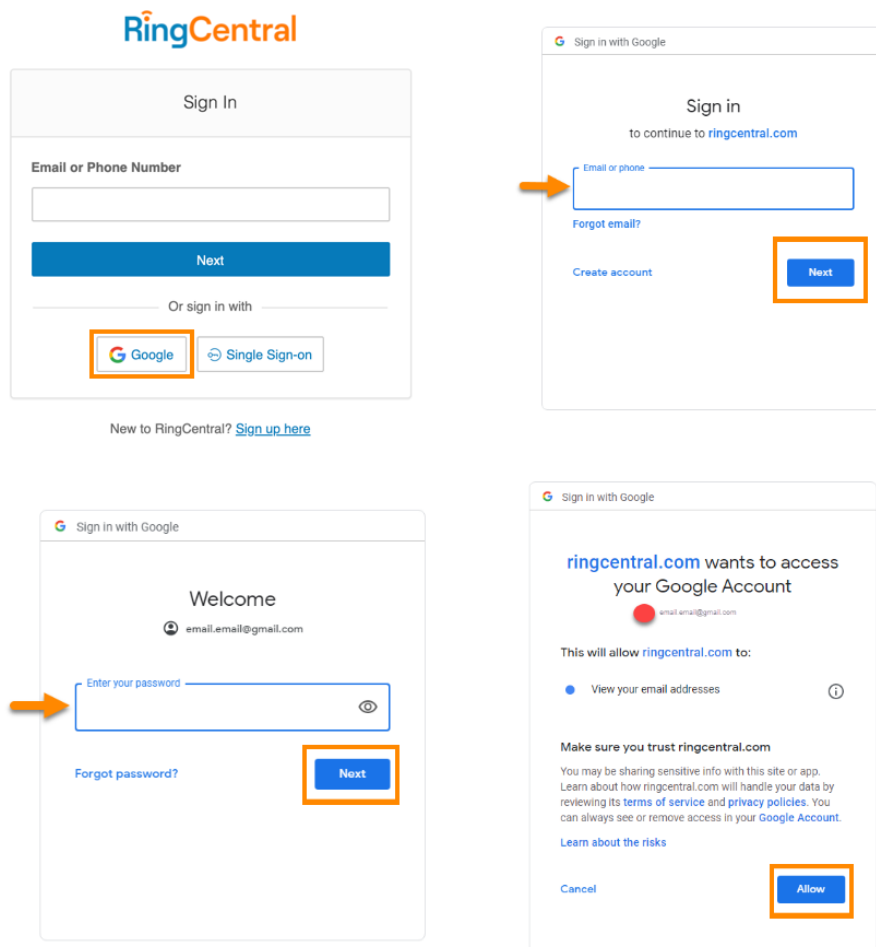 RingCentral
Sign In
Email or Phone Number
Next
Or sign in with
Google
Single Sign-on
New to RingCentral? Sign up here
Sign in with Google
Sign in
to continue to ringcentral.com
Email or phone
Forgot email?
Create account
Next
Sign in with Google
Welcome
email.email@gmail.com
Enter your password
Forgot password?
Next
Sign in with Google
ringcentral.com wants to access
your Google Account
email.email@gmail.com
This will allow ringcentral.com to:
View your email addresses
Make sure you trust ringcentral.com
You may be sharing sensitive info with this site or app.
Learn about how ringcentral.com will handle your data by
reviewing its terms of service and privacy policies. You
can always see or remove access in your Google Account.
Learn about the risks
Cancel
Allow